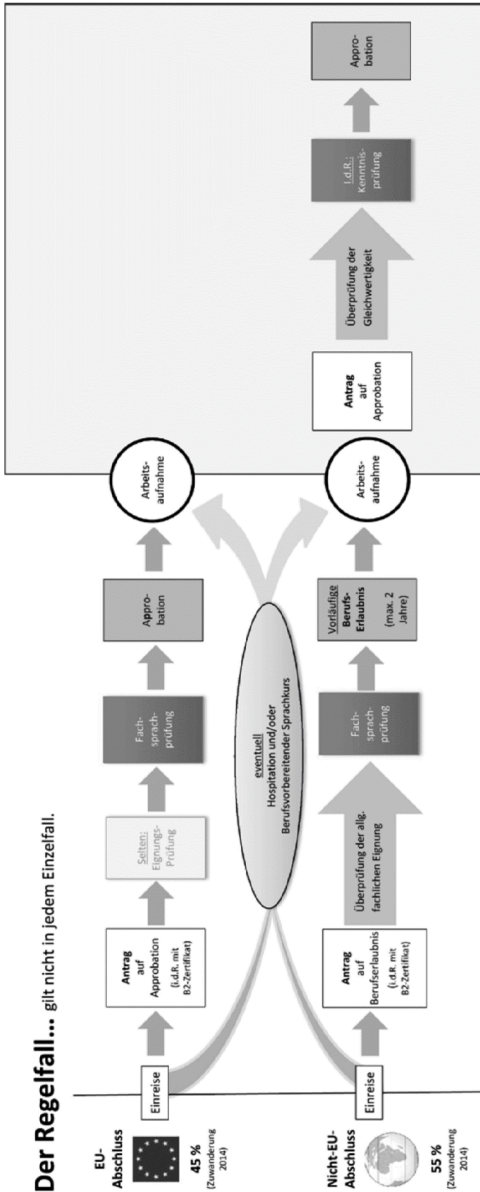 Der Regelfall... gilt nicht in jedem Einzelfall.
EU-
Abschluss
45 %
(Zuwanderung
2014)
Einreise
Antrag
auf
Approbation
(i.d.R. mit
B2-Zertifikat)
Selten:
Eignungs-
Prüfung
Fach-
sprach-
prüfung
Appro-
bation
Arbeits-
aufnahme
eventuell
Hospitation und/oder
Berufsvorbereitender Sprachkurs
Nicht-EU-
Abschluss
55 %
(Zuwanderung
2014)
Einreise
Antrag
auf
Berufserlaubnis
(i.d.R. mit
B2-Zertifikat)
Überprüfung der allg.
fachlichen Eignung
Fach-
sprach-
prüfung
Vorläufige
Berufs-
Erlaubnis
(max. 2
Jahre)
Arbeits-
aufnahme
Antrag
auf
Approbation
Überprüfung der
Gleichwertigkeit
I.d.R.:
Kenntnis-
prüfung
Appro-
bation